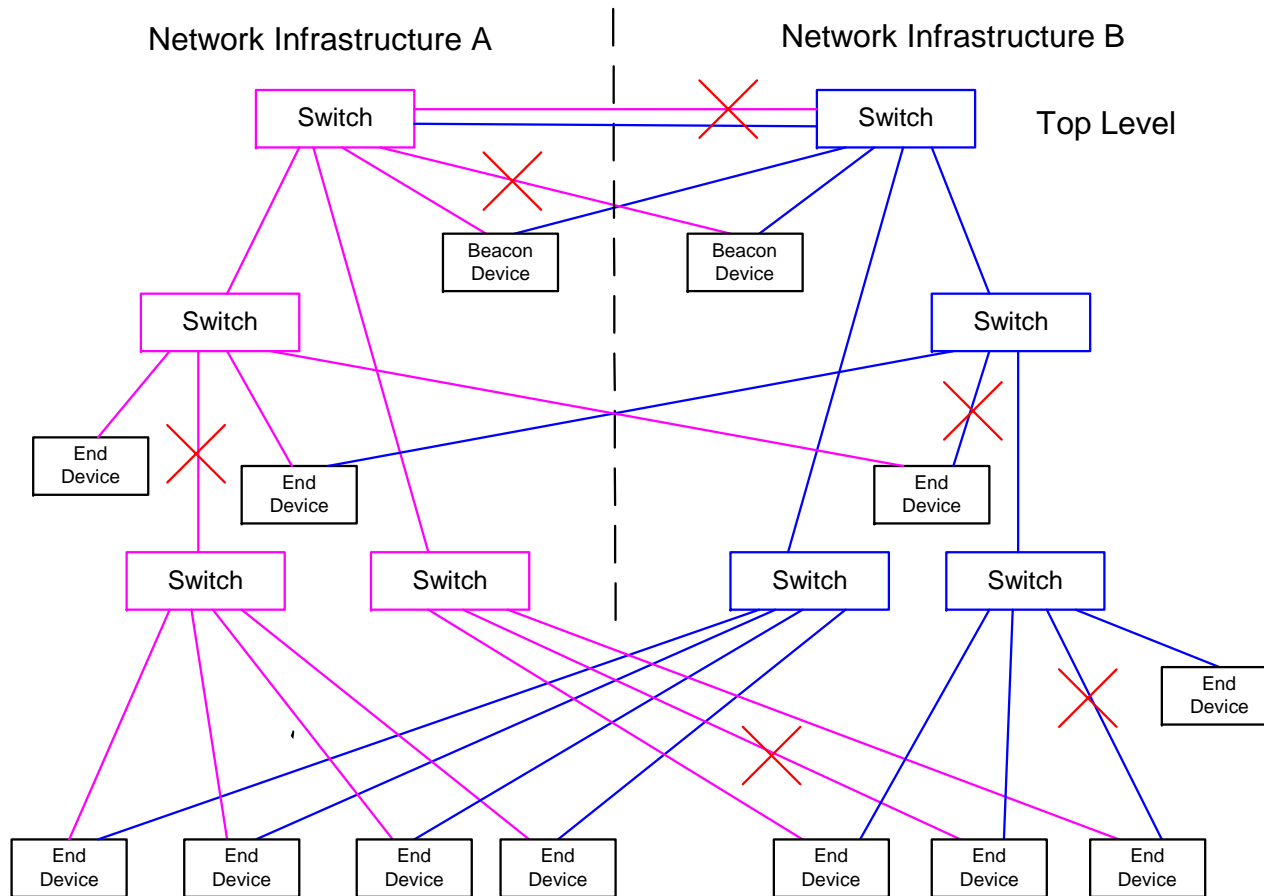 Network Infrastructure A
Network Infrastructure B
Switch
Switch
Top Level
Beacon
Device
Beacon
Device
Switch
Switch
End
Device
End
Device
End
Device
Switch
Switch
Switch
Switch
End
Device
End
Device
End
Device
End
Device
End
Device
End
Device
End
Device
End
Device